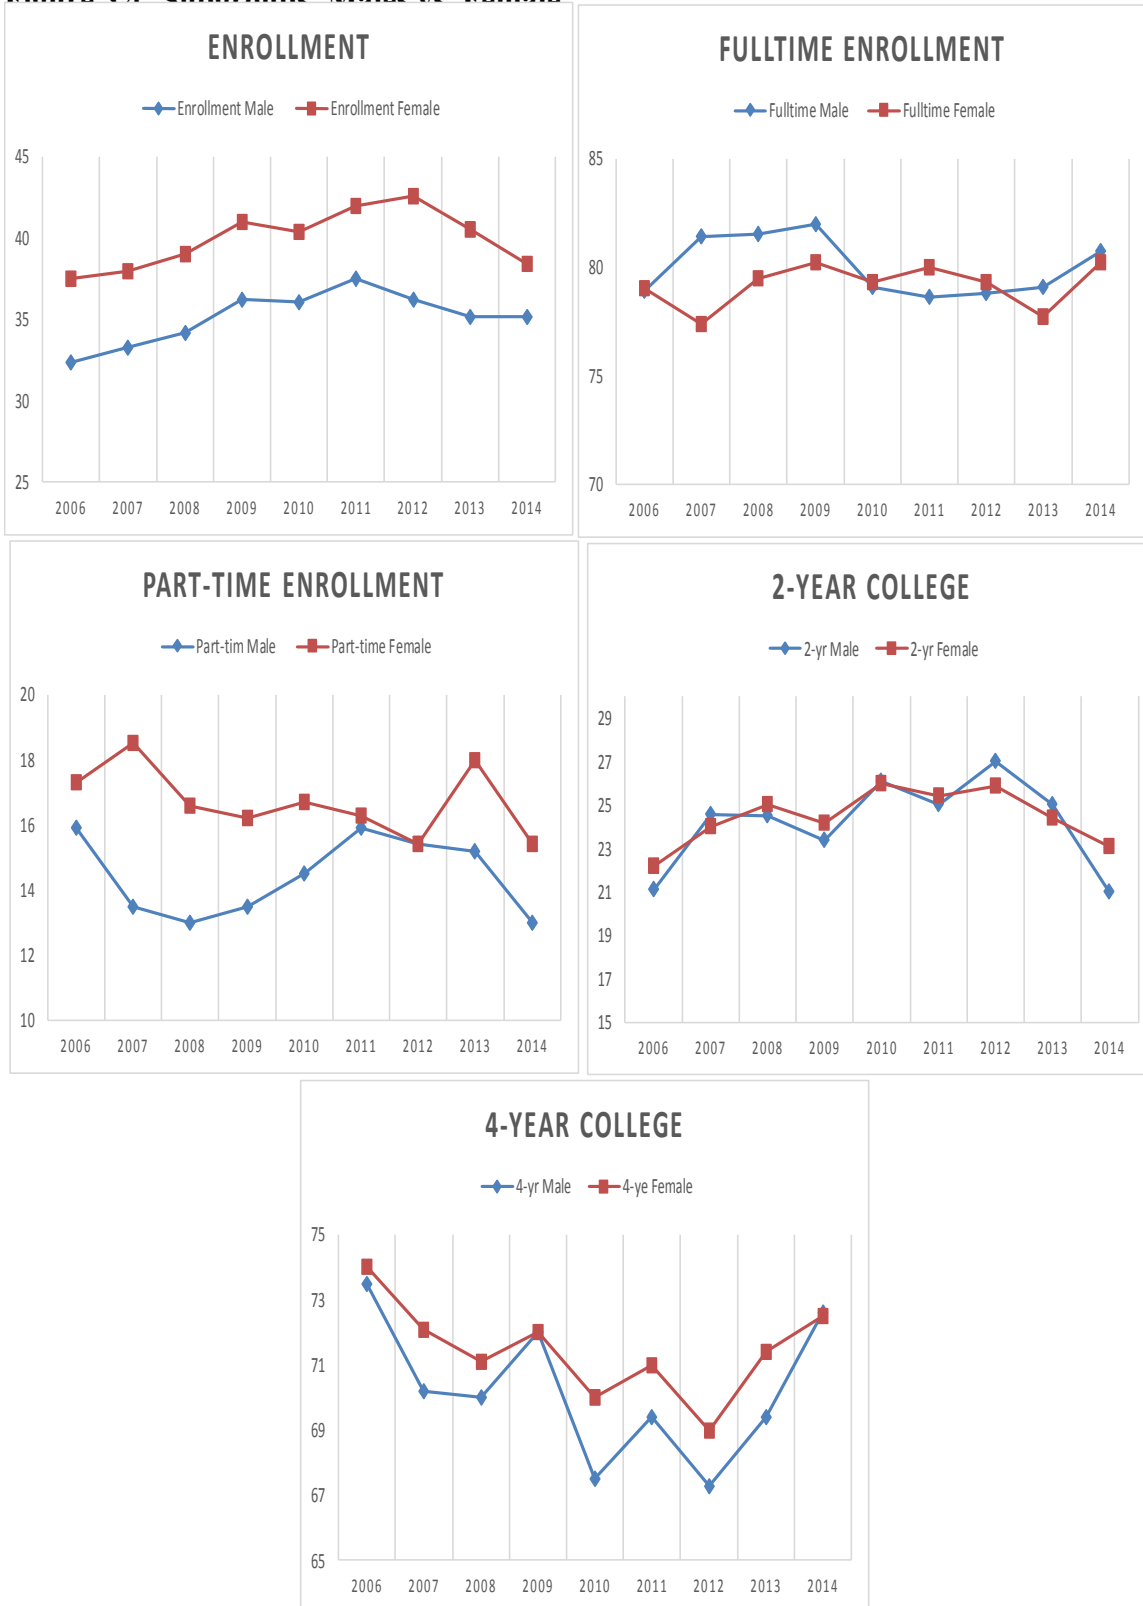 ENROLLMENT
Enrollment Male Enrollment Female
45
40
35
30
25
2006 2007 2008 2009 2010 2011 2012 2013 2014
FULLTIME ENROLLMENT
Fulltime Male Fulltime Female
85
80
75
70
2006 2007 2008 2009 2010 2011 2012 2013 2014
PART-TIME ENROLLMENT
Part-tim Male Part-time Female
20
18
16
14
12
10
2006 2007 2008 2009 2010 2011 2012 2013 2014
2-YEAR COLLEGE
2-yr Male 2-yr Female
29
27
25
23
21
19
17
15
2006 2007 2008 2009 2010 2011 2012 2013 2014
4-YEAR COLLEGE
4-yr Male 4-ye Female
75
73
71
69
67
65
2006 2007 2008 2009 2010 2011 2012 2013 2014